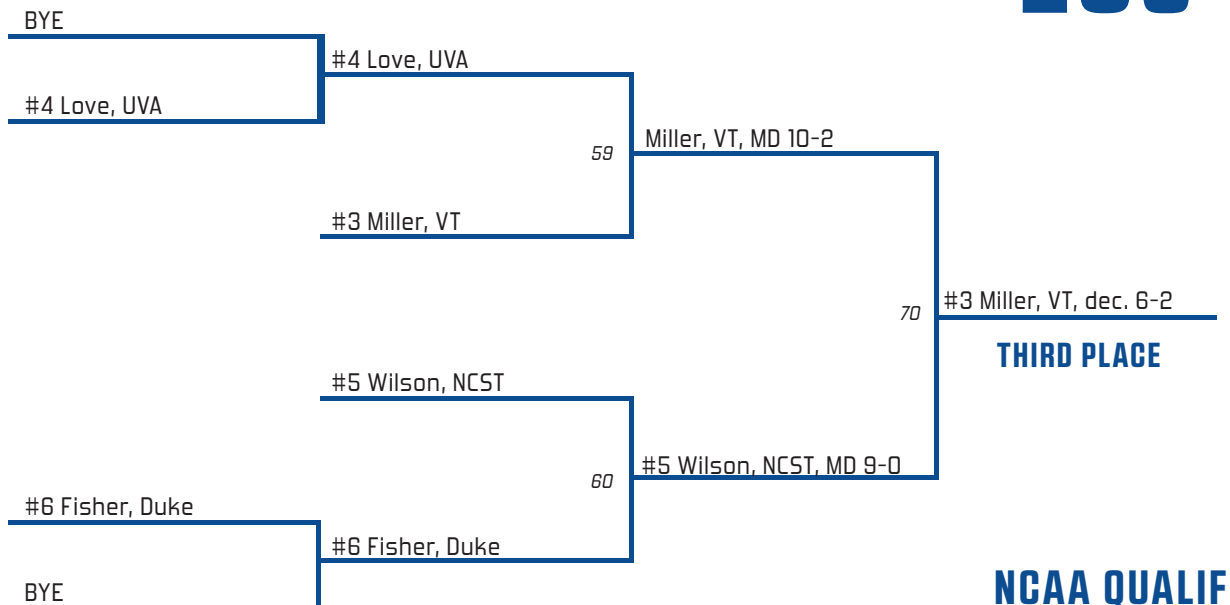 BYE
#4 Love, UVA
#4 Love, UVA
Miller, VT, MD 10-2
59
#3 Miller, VT
#3 Miller, VT, dec. 6-2
70
THIRD PLACE
#5 Wilson, NCST
#5 Wilson, NCST, MD 9-0
60
#6 Fisher, Duke
#6 Fisher, Duke
BYE
NCAA QUALIF